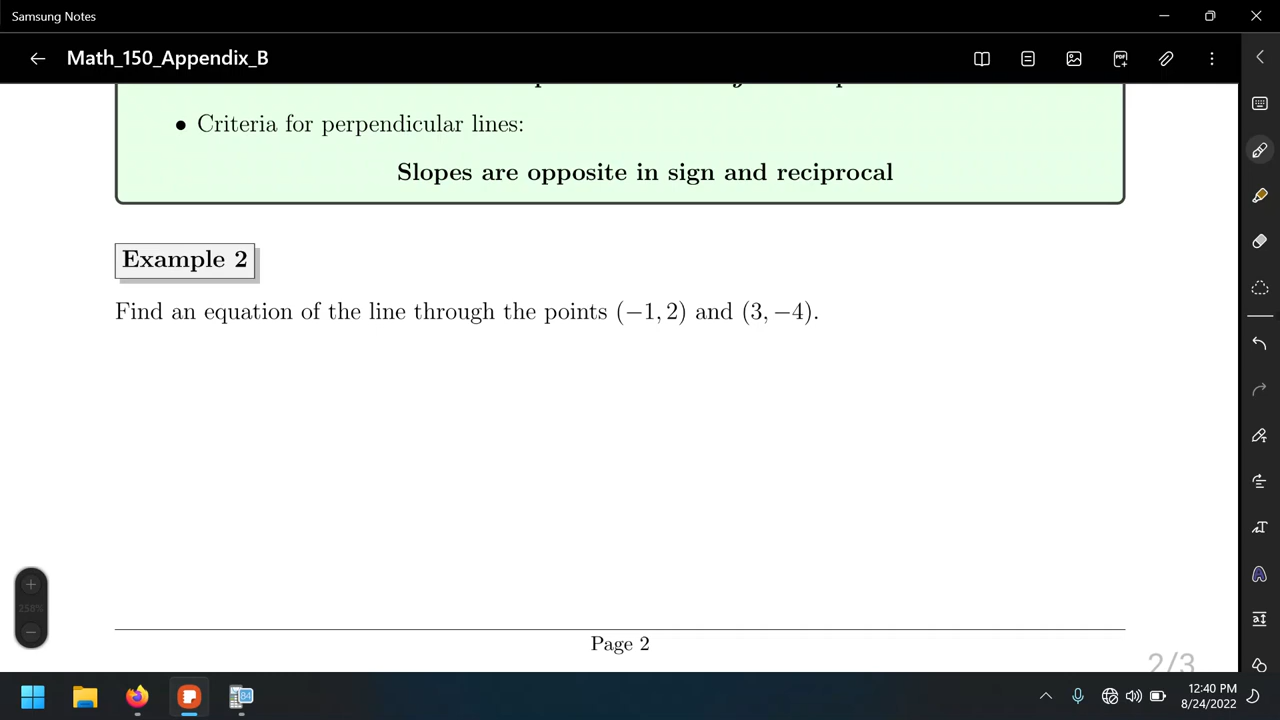 Samsung Notes
Math_150_Appendix_B
• Criteria for perpendicular lines:
Slopes are opposite in sign and reciprocal
Example 2
Find an equation of the line through the points (−1, 2) and (3, −4).
258%
Page 2
2/3
84
12:40 PM
8/24/2022